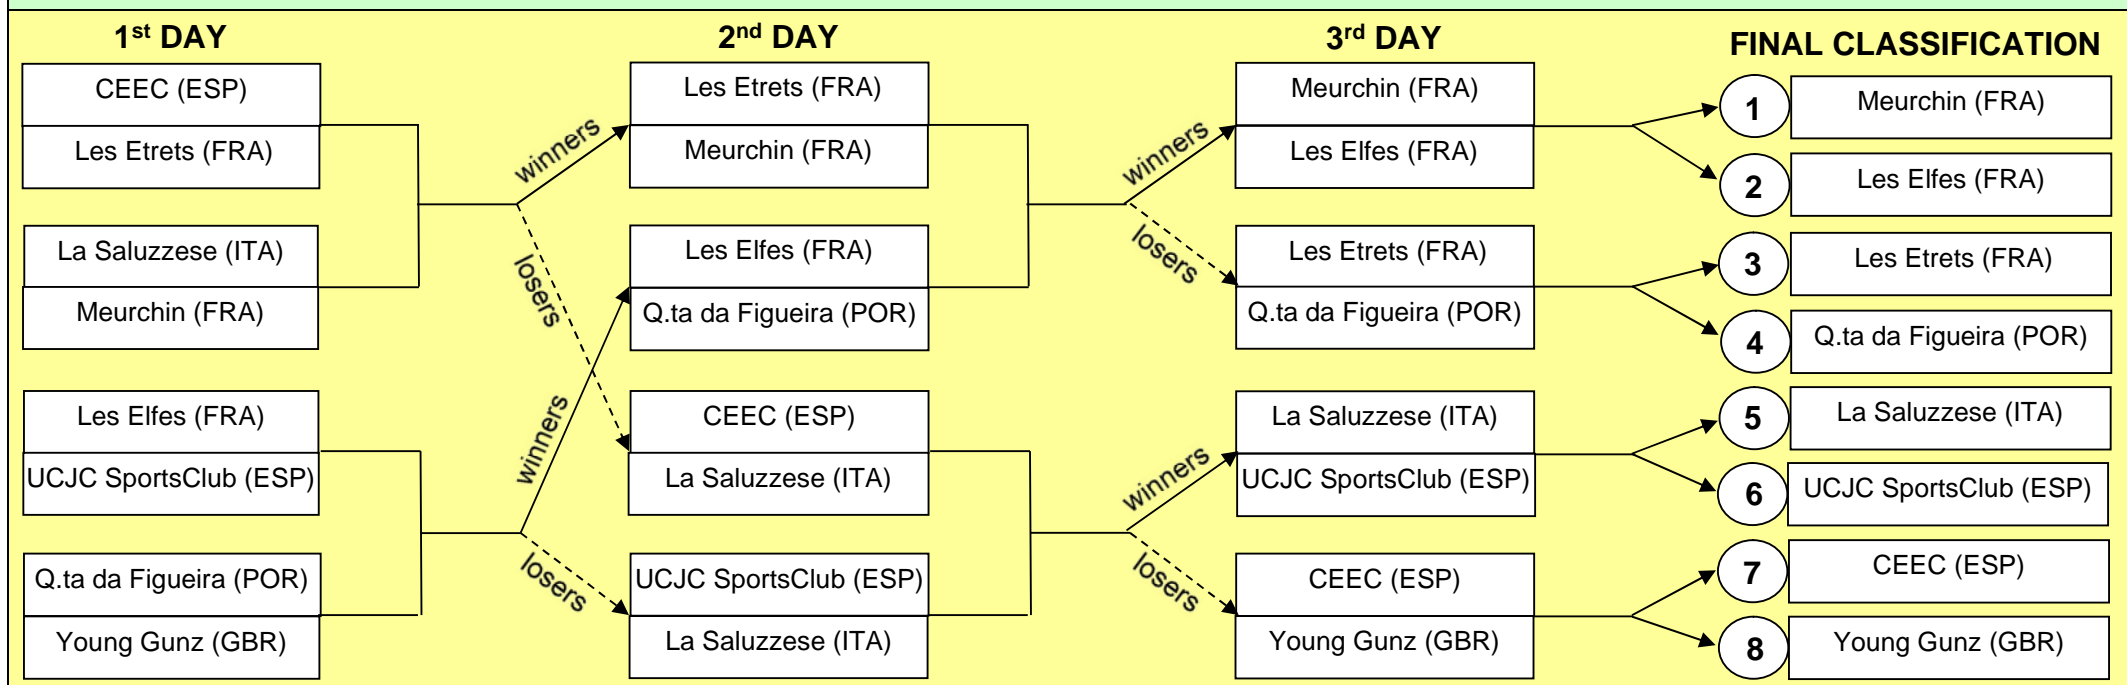 1st DAY
CEEC (ESP)
Les Etrets (FRA)
La Saluzzese (ITA)
Meurchin (FRA)
Les Elfes (FRA)
UCJC SportsClub (ESP)
Q.ta da Figueira (POR)
Young Gunz (GBR)
winners
losers
winners
losers
2nd DAY
Les Etrets (FRA)
Meurchin (FRA)
Les Elfes (FRA)
Q.ta da Figueira (POR)
CEEC (ESP)
La Saluzzese (ITA)
UCJC SportsClub (ESP)
La Saluzzese (ITA)
winners
losers
winners
losers
3rd DAY
Meurchin (FRA)
Les Elfes (FRA)
Les Etrets (FRA)
Q.ta da Figueira (POR)
La Saluzzese (ITA)
UCJC SportsClub (ESP)
CEEC (ESP)
Young Gunz (GBR)
FINAL CLASSIFICATION
1 Meurchin (FRA)
2 Les Elfes (FRA)
3 Les Etrets (FRA)
4 Q.ta da Figueira (POR)
5 La Saluzzese (ITA)
6 UCJC SportsClub (ESP)
7 CEEC (ESP)
8 Young Gunz (GBR)